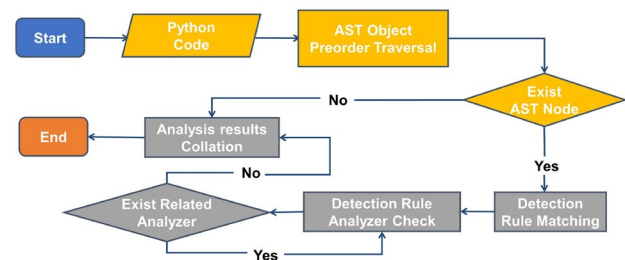 Start
Python
Code
AST Object
Preorder Traversal
Exist
AST Node
No
Yes
End
Analysis results
Collation
No
Exist Related
Analyzer
Yes
Detection Rule
Analyzer Check
Detection
Rule Matching